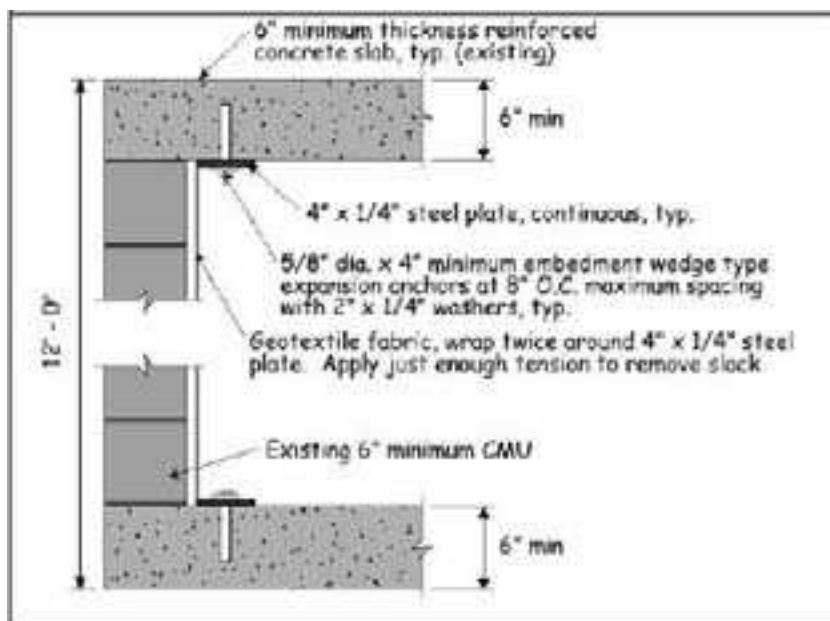 6" minimum thickness reinforced
concrete slab, typ. (existing)
6" min
4" x 1/4" steel plate, continuous, typ.
5/8" dia. x 4" minimum embedment wedge type
expansion anchors at 8" O.C. maximum spacing
with 2" x 1/4" washers, typ.
12' - 0"
Geotextile fabric, wrap twice around 4" x 1/4" steel
plate. Apply just enough tension to remove slack
Existing 6" minimum CMU
6" min